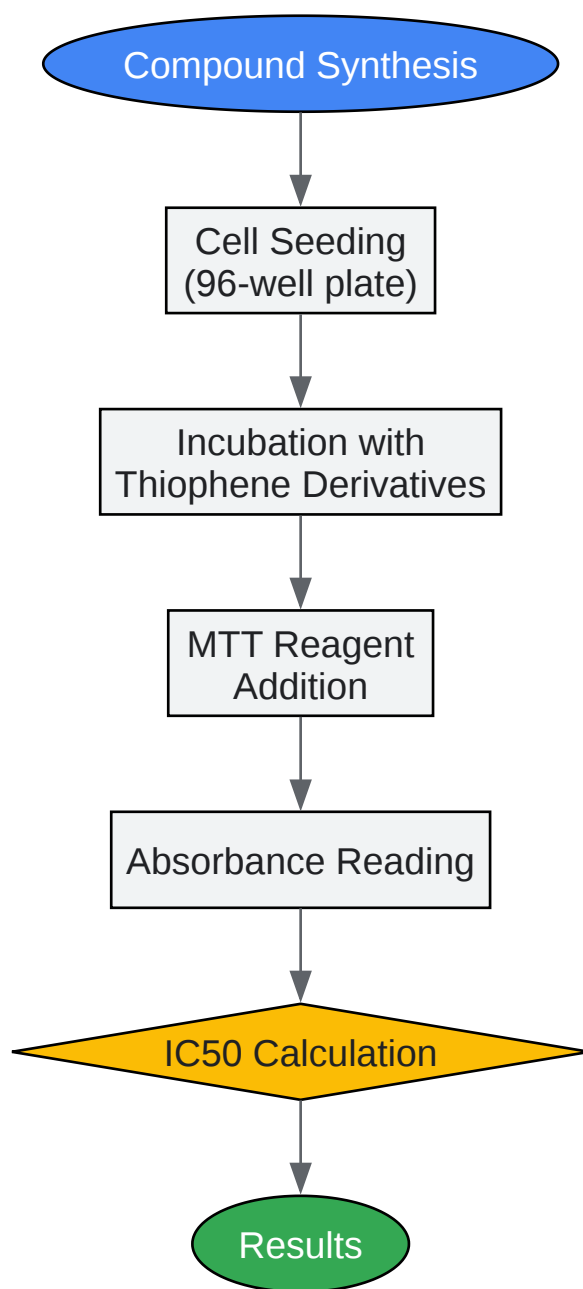 Compound Synthesis
Cell Seeding
(96-well plate)
Incubation with
Thiophene Derivatives
MTT Reagent
Addition
Absorbance Reading
IC50 Calculation
Results